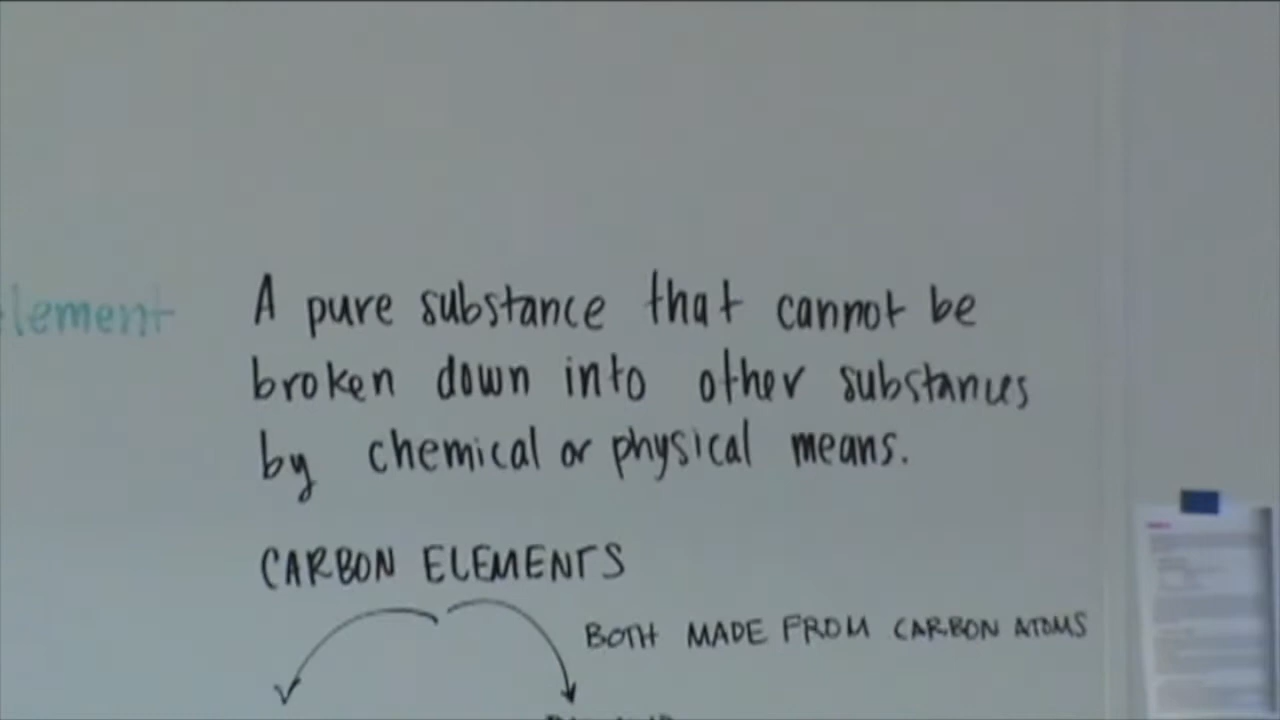 element A pure substance that cannot be
broken down into other substances
by chemical or physical means.
CARBON ELEMENTS
BOTH MADE FROM CARBON ATOMS